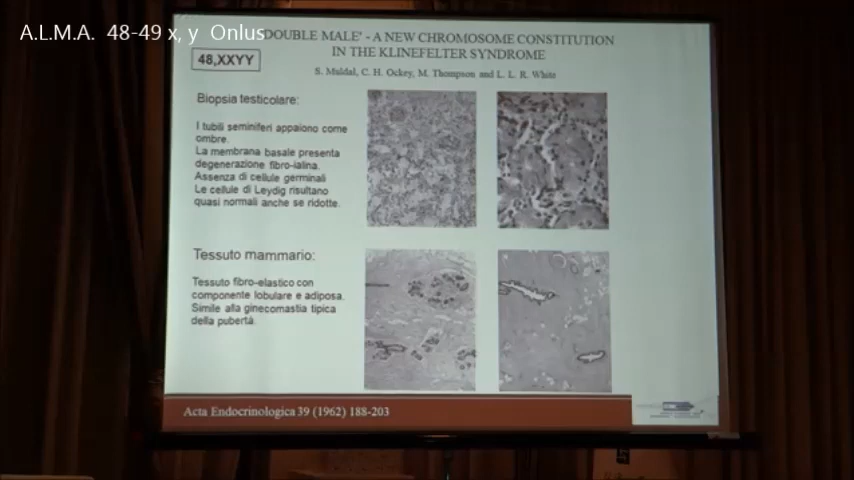 A.L.M.A. 48-49 x, y Onlus
DOUBLE MALE' - A NEW CHROMOSOME CONSTITUTION
IN THE KLINEFELTER SYNDROME
48,XXYY
S. Muldal, C. H. Ockey, M. Thompson and L. L. R. White
Biopsia testicolare:
I tubili seminiferi appaiono come
ombre.
La membrana basale presenta
degenerazione fibro-ialina.
Assenza di cellule germinali
Le cellule di Leydig risultano
quasi normali anche se ridotte.
Tessuto mammario:
Tessuto fibro-elastico con
componente lobulare e adiposa.
Simile alla ginecomastia tipica
della pubertà.
Acta Endocrinologica 39 (1962) 188-203